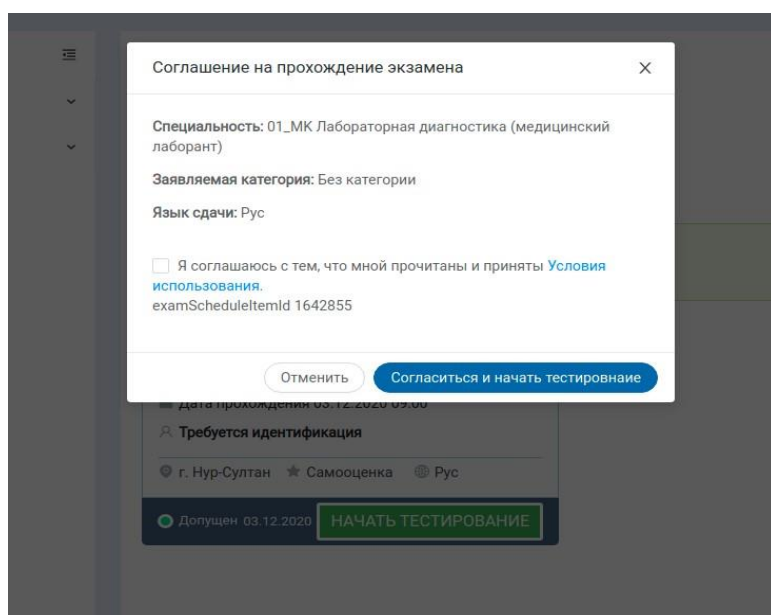 Соглашение на прохождение экзамена
Специальность: 01_МК Лабораторная диагностика (медицинский
лаборант)
Заявляемая категория: Без категории
Язык сдачи: Рус
Я соглашаюсь с тем, что мной прочитаны и приняты Условия
использования.
examScheduleItemId 1642855
Отменить
Согласиться и начать тестировнаие
Дата прохождения 03.12.2020 09:00
Требуется идентификация
г. Нур-Султан Самооценка Рус
Допущен 03.12.2020 НАЧАТЬ ТЕСТИРОВАНИЕ